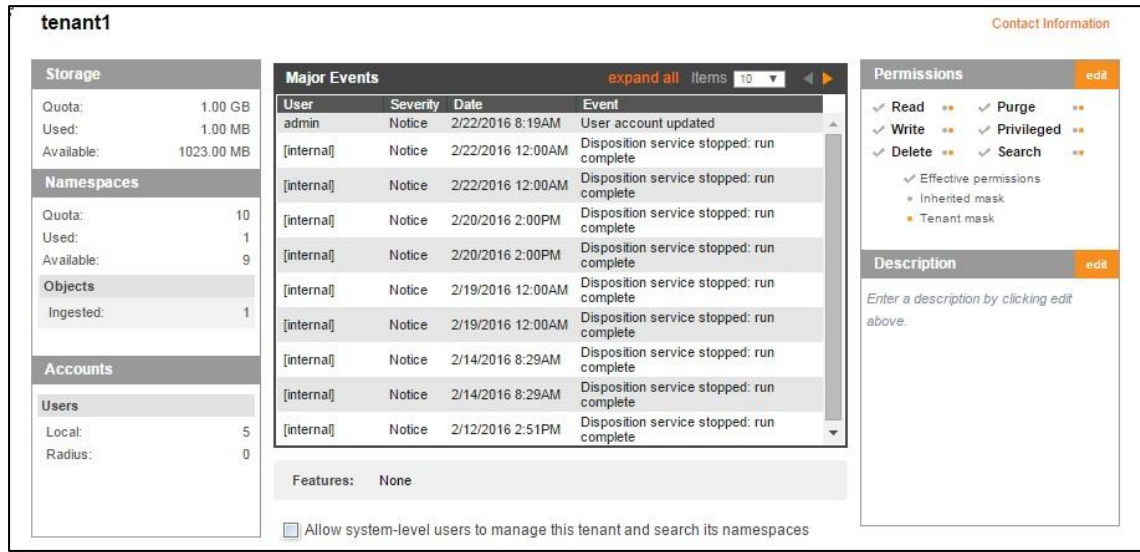 tenant1
Contact Information
Storage
Quota: 1.00 GB
Used: 1.00 MB
Available: 1023.00 MB
Namespaces
Quota: 10
Used: 1
Available: 9
Objects
Ingested: 1
Accounts
Users
Local: 5
Radius: 0
Major Events expand all Items 10
User Severity Date Event
admin Notice 2/22/2016 8:19AM User account updated
[internal] Notice 2/22/2016 12:00AM Disposition service stopped: run
complete
[internal] Notice 2/22/2016 12:00AM Disposition service stopped: run
complete
[internal] Notice 2/20/2016 2:00PM Disposition service stopped: run
complete
[internal] Notice 2/20/2016 2:00PM Disposition service stopped: run
complete
[internal] Notice 2/19/2016 12:00AM Disposition service stopped: run
complete
[internal] Notice 2/19/2016 12:00AM Disposition service stopped: run
complete
[internal] Notice 2/14/2016 8:29AM Disposition service stopped: run
complete
[internal] Notice 2/14/2016 8:29AM Disposition service stopped: run
complete
[internal] Notice 2/12/2016 2:51PM Disposition service stopped: run
complete
Features: None
Allow system-level users to manage this tenant and search its namespaces
Permissions edit
Read Purge
Write Privileged
Delete Search
Effective permissions
Inherited mask
Tenant mask
Description edit
Enter a description by clicking edit
above.